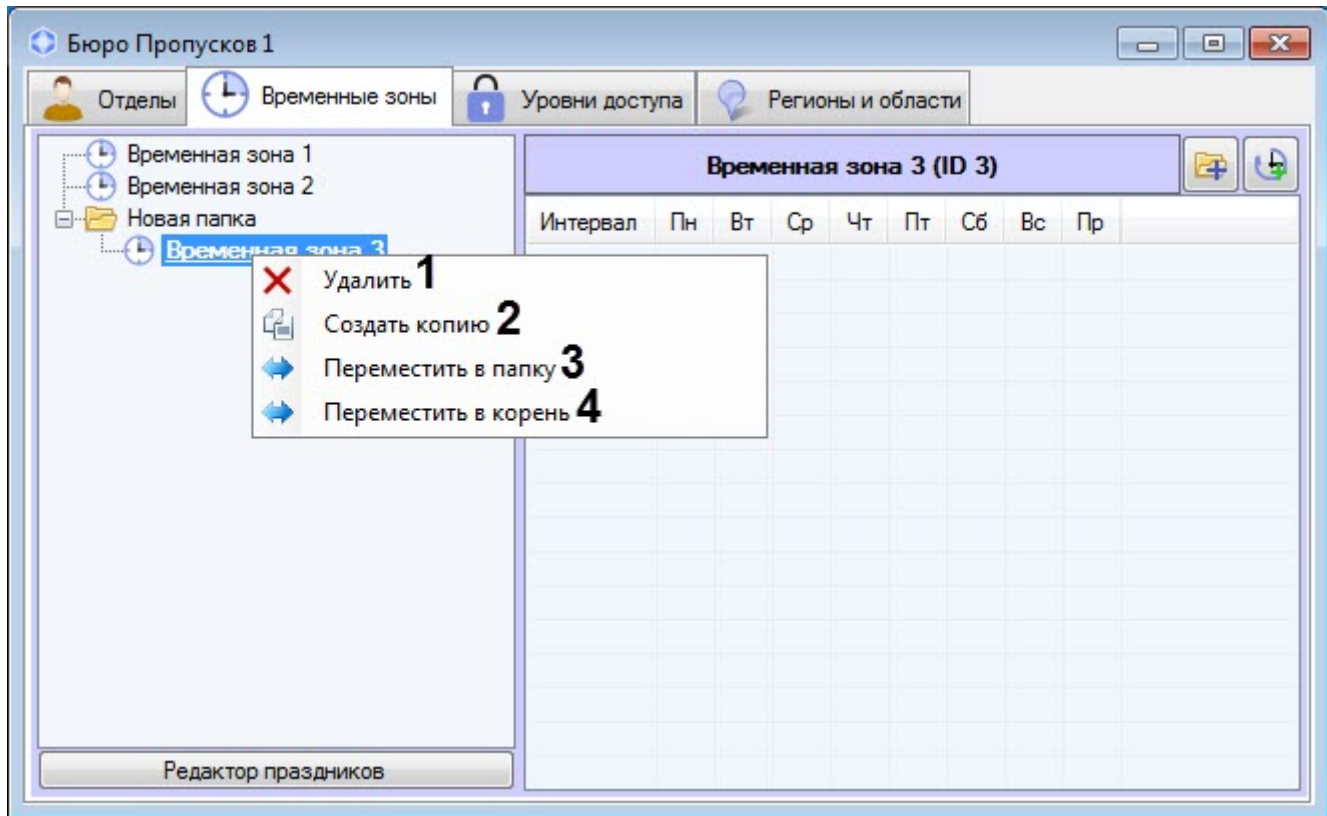 Бюро Пропусков 1
Отделы Временные зоны Уровни доступа Регионы и области
Временная зона 1
Временная зона 2
Новая папка
Временная зона 3
Временная зона 3 (ID 3)
Интервал Пн Вт Ср Чт Пт Сб Вс Пр
Удалить 1
Создать копию 2
Переместить в папку 3
Переместить в корень 4
Редактор праздников